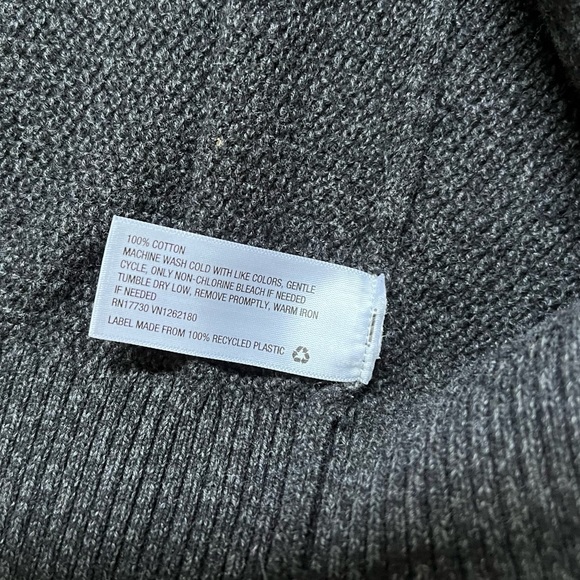 100% COTTON
MACHINE WASH COLD WITH LIKE COLORS, GENTLE
CYCLE, ONLY NON-CHLORINE BLEACH IF NEEDED
TUMBLE DRY LOW, REMOVE PROMPTLY, WARM IRON
IF NEEDED
RN17730 VN1262180
LABEL MADE FROM 100% RECYCLED PLASTIC